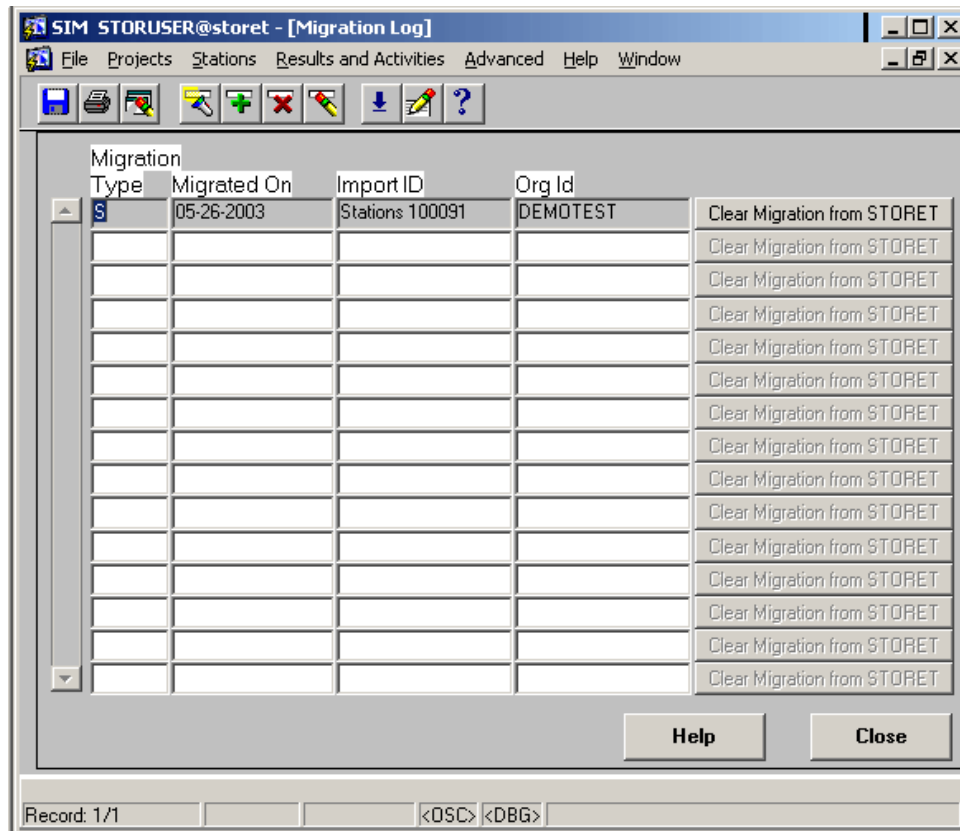 SIM STORUSER@storet - [Migration Log]
File Projects Stations Results and Activities Advanced Help Window
Migration
Type Migrated On Import ID Org Id
S 05-26-2003 Stations 100091 DEMOTEST Clear Migration from STORET
Clear Migration from STORET
Clear Migration from STORET
Clear Migration from STORET
Clear Migration from STORET
Clear Migration from STORET
Clear Migration from STORET
Clear Migration from STORET
Clear Migration from STORET
Clear Migration from STORET
Clear Migration from STORET
Clear Migration from STORET
Clear Migration from STORET
Clear Migration from STORET
Clear Migration from STORET
Help Close
Record: 1/1 <OSC> <DBG>